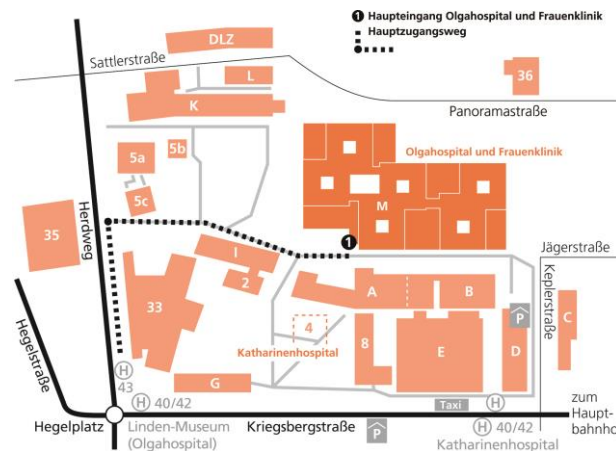 1 Haupteingang Olgahospital und Frauenklinik
Hauptzugangsweg
DLZ
Sattlerstraße
L
36
K
Panoramastraße
5a
5b
Olgahospital und Frauenklinik
5c
M
Herdweg
35
1
I
Jägerstraße
2
33
A
B
Keplerstraße
P
C
4
Hegelstraße
Katharinenhospital
8
E
D
H
43
G
H 40/42
Taxi
H
zum
Haupt-
bahnho
Hegelplatz
Linden-Museum
(Olgahospital)
Kriegsbergstraße
P
H 40/42
Katharinenhospital